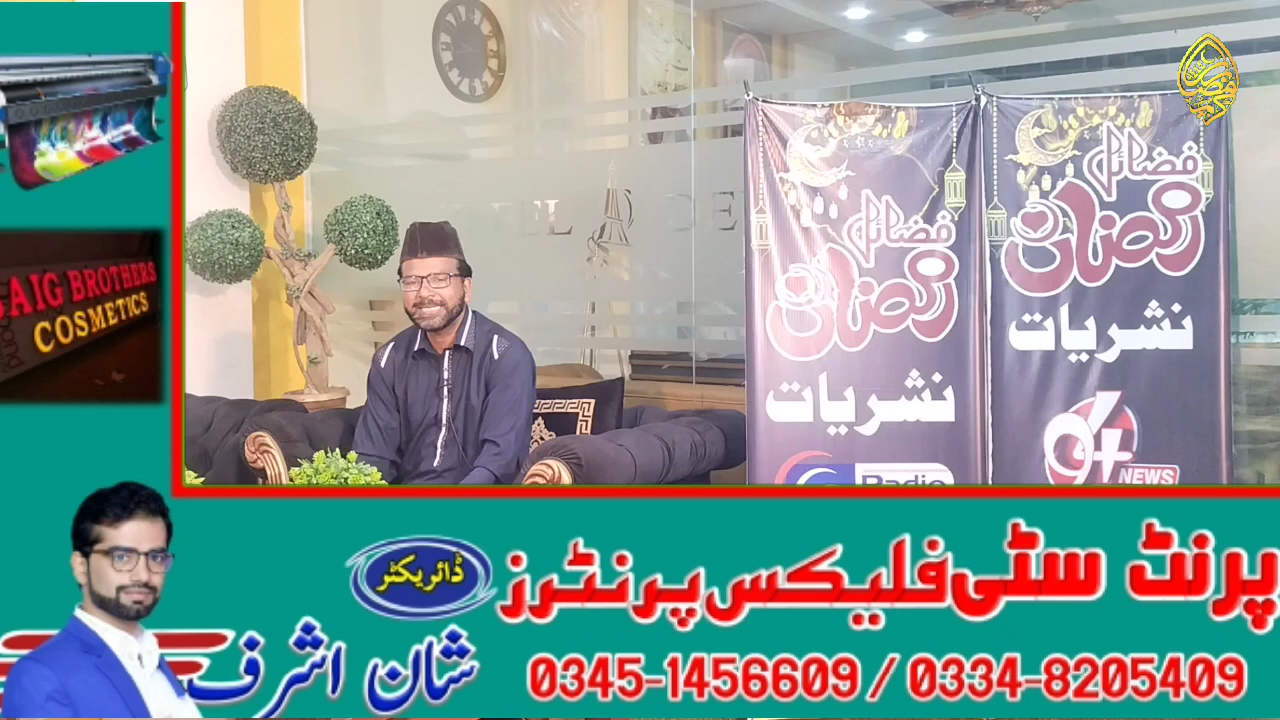 BAIG BROTHERS
COSMETICS
فضائل
رمضان
نشریات
Radio
فضائل
رمضان
نشریات
94+
NEWS
پرنٹ سٹی فلیکس پرنٹرز
ڈائریکٹر
شان اشرف
0345-1456609 / 0334-8205409